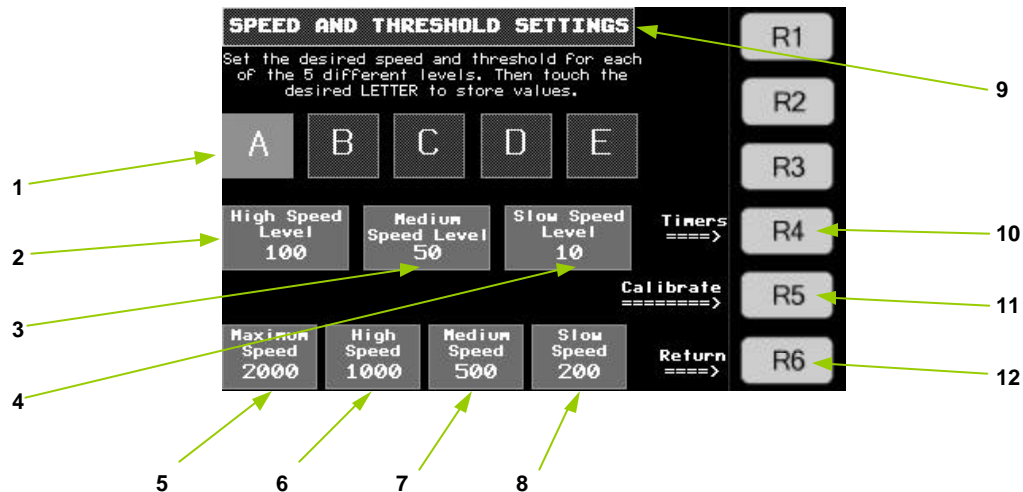 SPEED AND THRESHOLD SETTINGS
Set the desired speed and threshold for each
of the 5 different levels. Then touch the
desired LETTER to store values.
A B C D E
High Speed
Level
100
Medium
Speed Level
50
Slow Speed
Level
10
Timers
====>
Calibrate
========>
Maximum
Speed
2000
High
Speed
1000
Medium
Speed
500
Slow
Speed
200
Return
====>
R1
R2
R3
R4
R5
R6
1
2
3
4
5
6
7
8
9
10
11
12